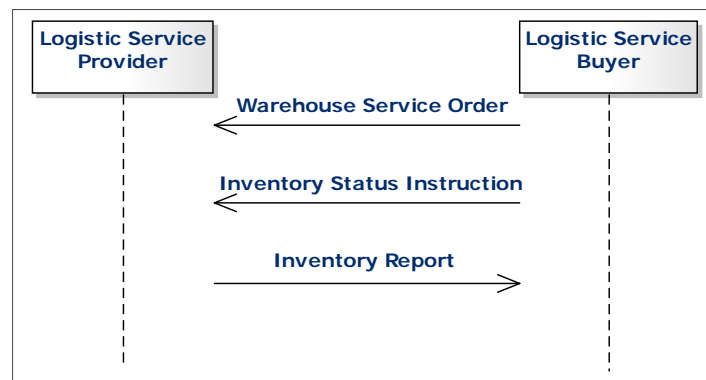 Logistic Service
Provider
Logistic Service
Buyer
Warehouse Service Order
Inventory Status Instruction
Inventory Report